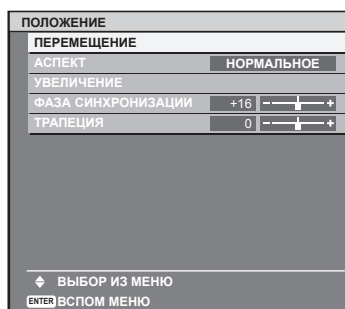 ПОЛОЖЕНИЕ
ПЕРЕМЕЩЕНИЕ
АСПЕКТ НОРМАЛЬНОЕ
УВЕЛИЧЕНИЕ
ФАЗА СИНХРОНИЗАЦИИ +16 - +
ТРАПЕЦИЯ 0 - +
ВЫБОР ИЗ МЕНЮ
ENTER ВСПОМ МЕНЮ